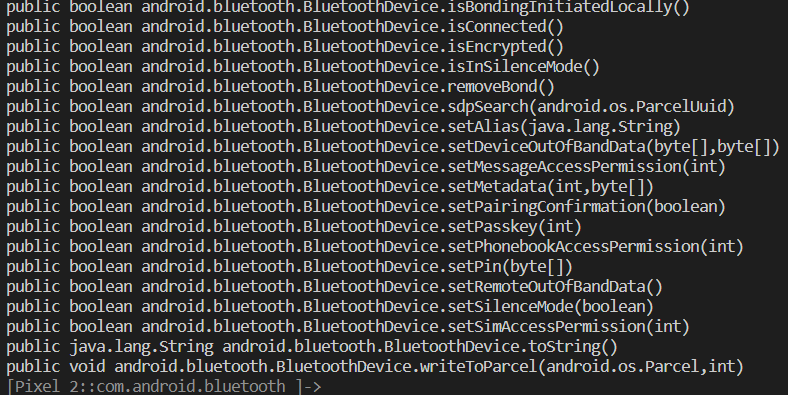 public boolean android.bluetooth.BluetoothDevice.isBondingInitiatedLocally()
public boolean android.bluetooth.BluetoothDevice.isConnected()
public boolean android.bluetooth.BluetoothDevice.isEncrypted()
public boolean android.bluetooth.BluetoothDevice.isInSilenceMode()
public boolean android.bluetooth.BluetoothDevice.removeBond()
public boolean android.bluetooth.BluetoothDevice.sdpSearch(android.os.ParcelUuid)
public boolean android.bluetooth.BluetoothDevice.setAlias(java.lang.String)
public boolean android.bluetooth.BluetoothDevice.setDeviceOutOfBandData(byte[],byte[])
public boolean android.bluetooth.BluetoothDevice.setMessageAccessPermission(int)
public boolean android.bluetooth.BluetoothDevice.setMetadata(int,byte[])
public boolean android.bluetooth.BluetoothDevice.setPairingConfirmation(boolean)
public boolean android.bluetooth.BluetoothDevice.setPasskey(int)
public boolean android.bluetooth.BluetoothDevice.setPhonebookAccessPermission(int)
public boolean android.bluetooth.BluetoothDevice.setPin(byte[])
public boolean android.bluetooth.BluetoothDevice.setRemoteOutOfBandData()
public boolean android.bluetooth.BluetoothDevice.setSilenceMode(boolean)
public boolean android.bluetooth.BluetoothDevice.setSimAccessPermission(int)
public java.lang.String android.bluetooth.BluetoothDevice.toString()
public void android.bluetooth.BluetoothDevice.writeToParcel(android.os.Parcel,int)
[Pixel 2::com.android.bluetooth ]->